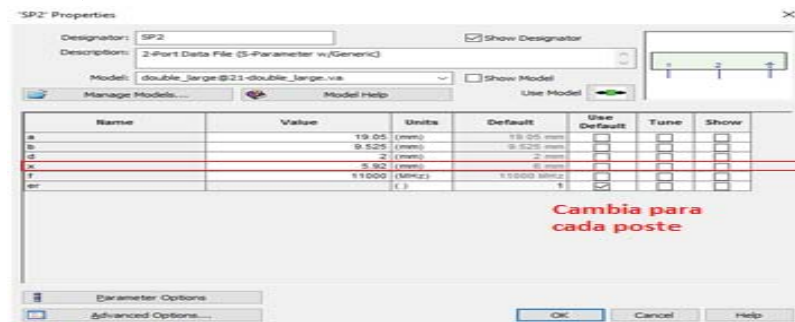 'SP2' Properties
Designator: SP2 Show Designator
Description: 2-Port Data File (S-Parameter w/Generic)
Model: double_large@21-double_large.va Show Model
Manage Models... Model Help Use Model
1 2 3
Name Value Units Default Use Default Tune Show
a 19.05 (mm) 19.05 mm
b 9.525 (mm) 9.525 mm
d 2 (mm) 2 mm
x 5.92 (mm) 6 mm
f 11000 (MHz) 11000 MHz
er ( ) 1
Cambia para
cada poste
Parameter Options
Advanced Options... OK Cancel Help